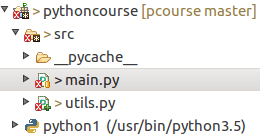 > pythoncourse [pcourse master]
> src
__pycache__
> main.py
> utils.py
python1 (/usr/bin/python3.5)